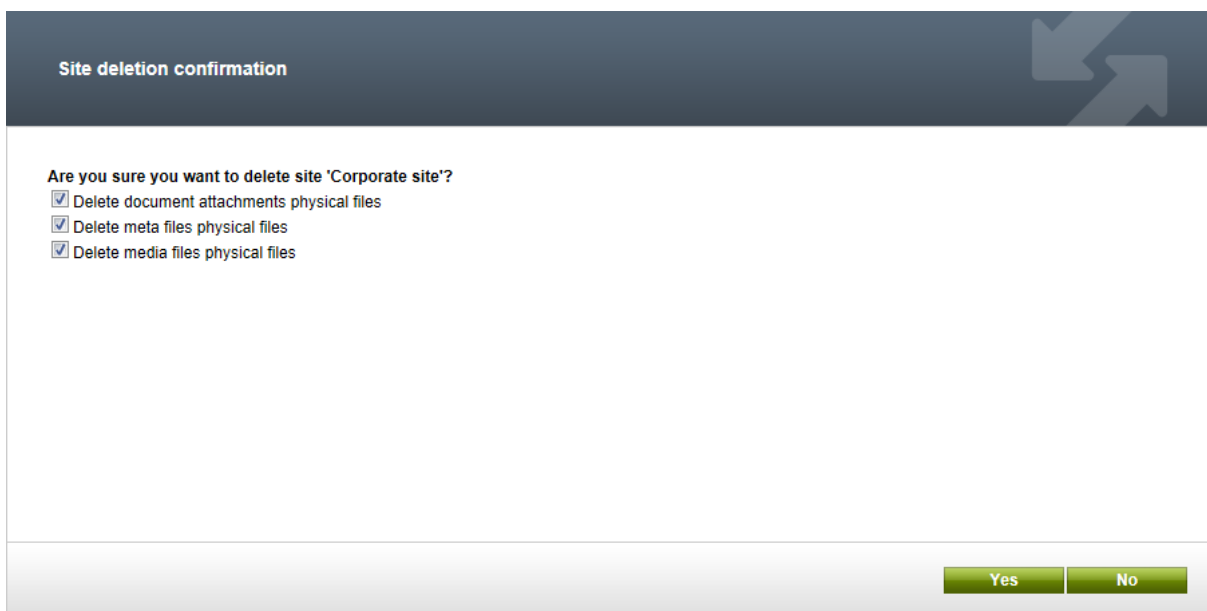 Site deletion confirmation
Are you sure you want to delete site 'Corporate site'?
Delete document attachments physical files
Delete meta files physical files
Delete media files physical files
Yes No